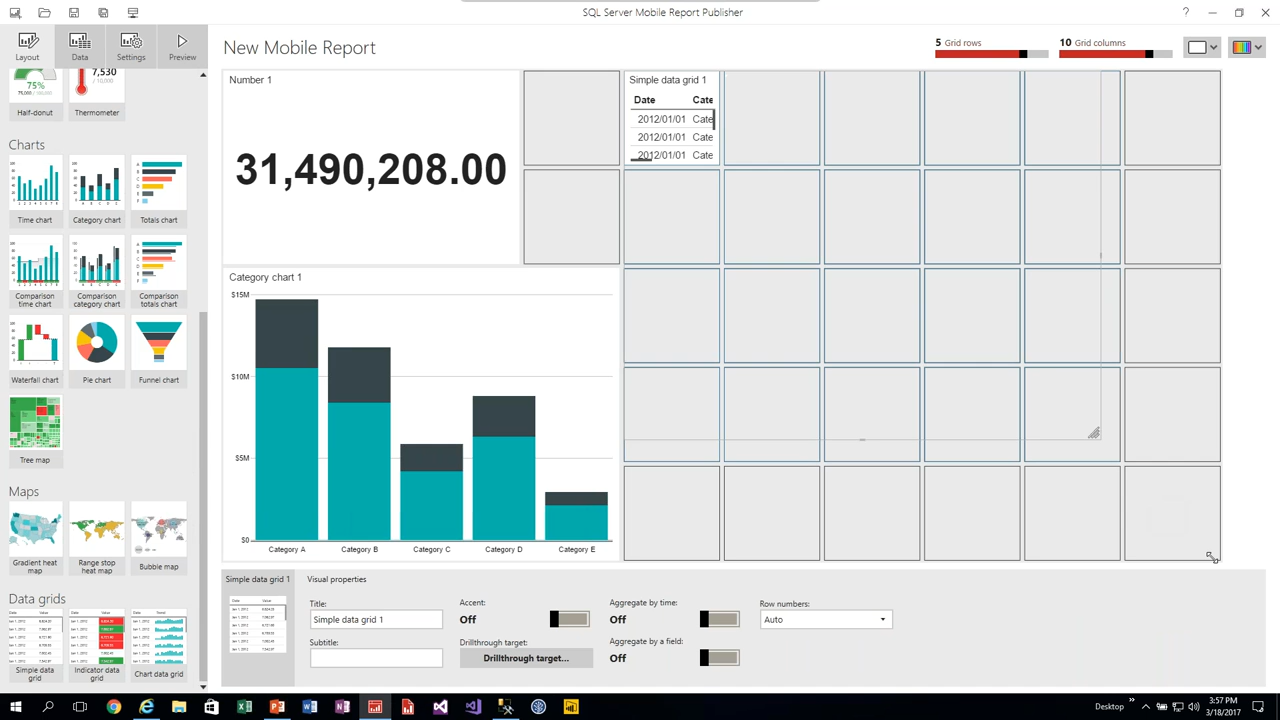 SQL Server Mobile Report Publisher
?
Layout
Data
Settings
Preview
New Mobile Report
5 Grid rows
10 Grid columns
75%
7,530
Half-donut
Thermometer
Charts
Time chart
Category chart
Totals chart
Comparison time chart
Comparison category chart
Comparison totals chart
Waterfall chart
Pie chart
Funnel chart
Tree map
Maps
Gradient heat map
Range stop heat map
Bubble map
Data grids
Simple data grid
Indicator data grid
Chart data grid
Number 1
31,490,208.00
Simple data grid 1
Date Cate
2012/01/01 Cate
2012/01/01 Cate
2012/01/01 Cate
Category chart 1
$15M
$10M
$5M
$0
Category A
Category B
Category C
Category D
Category E
Simple data grid 1
Visual properties
Title:
Simple data grid 1
Subtitle:
Accent:
Off
Drillthrough target:
Drillthrough target...
Aggregate by time:
Off
Aggregate by a field:
Off
Row numbers:
Auto
Desktop
3:57 PM
3/18/2017